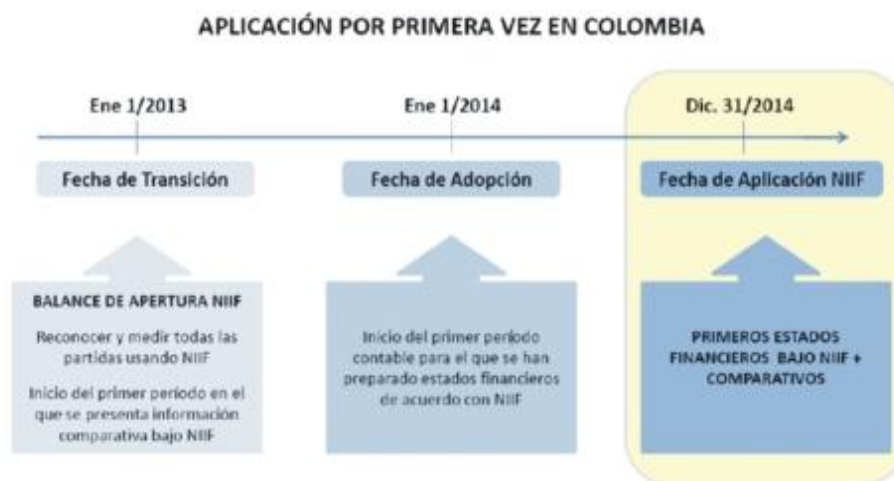 APLICACIÓN POR PRIMERA VEZ EN COLOMBIA
Ene 1/2013
Ene 1/2014
Dic. 31/2014
Fecha de Transición
Fecha de Adopción
Fecha de Aplicación NIIF
BALANCE DE APERTURA NIIF
Reconocer y medir todas las
partidas usando NIIF
Inicio del primer período en el
que se presenta información
comparativa bajo NIIF
Inicio del primer período
contable para el que se han
preparado estados financieros
de acuerdo con NIIF
PRIMEROS ESTADOS
FINANCIEROS BAJO NIIF +
COMPARATIVOS